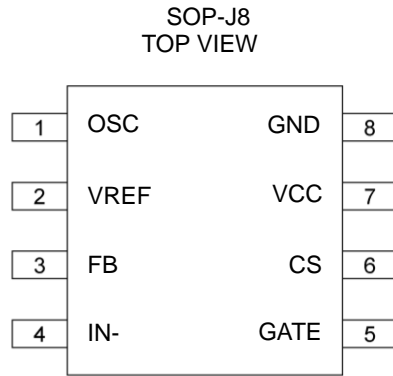 SOP-J8
TOP VIEW
1 OSC GND 8
2 VREF VCC 7
3 FB CS 6
4 IN- GATE 5